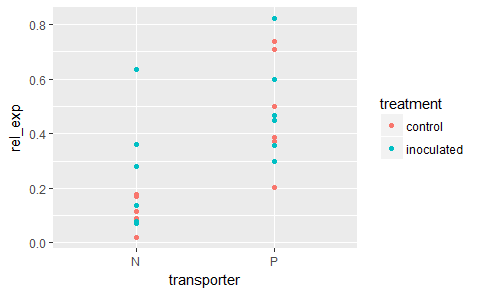 0.8
0.6
0.4
0.2
0.0
rel_exp
N P
transporter
treatment
control
inoculated